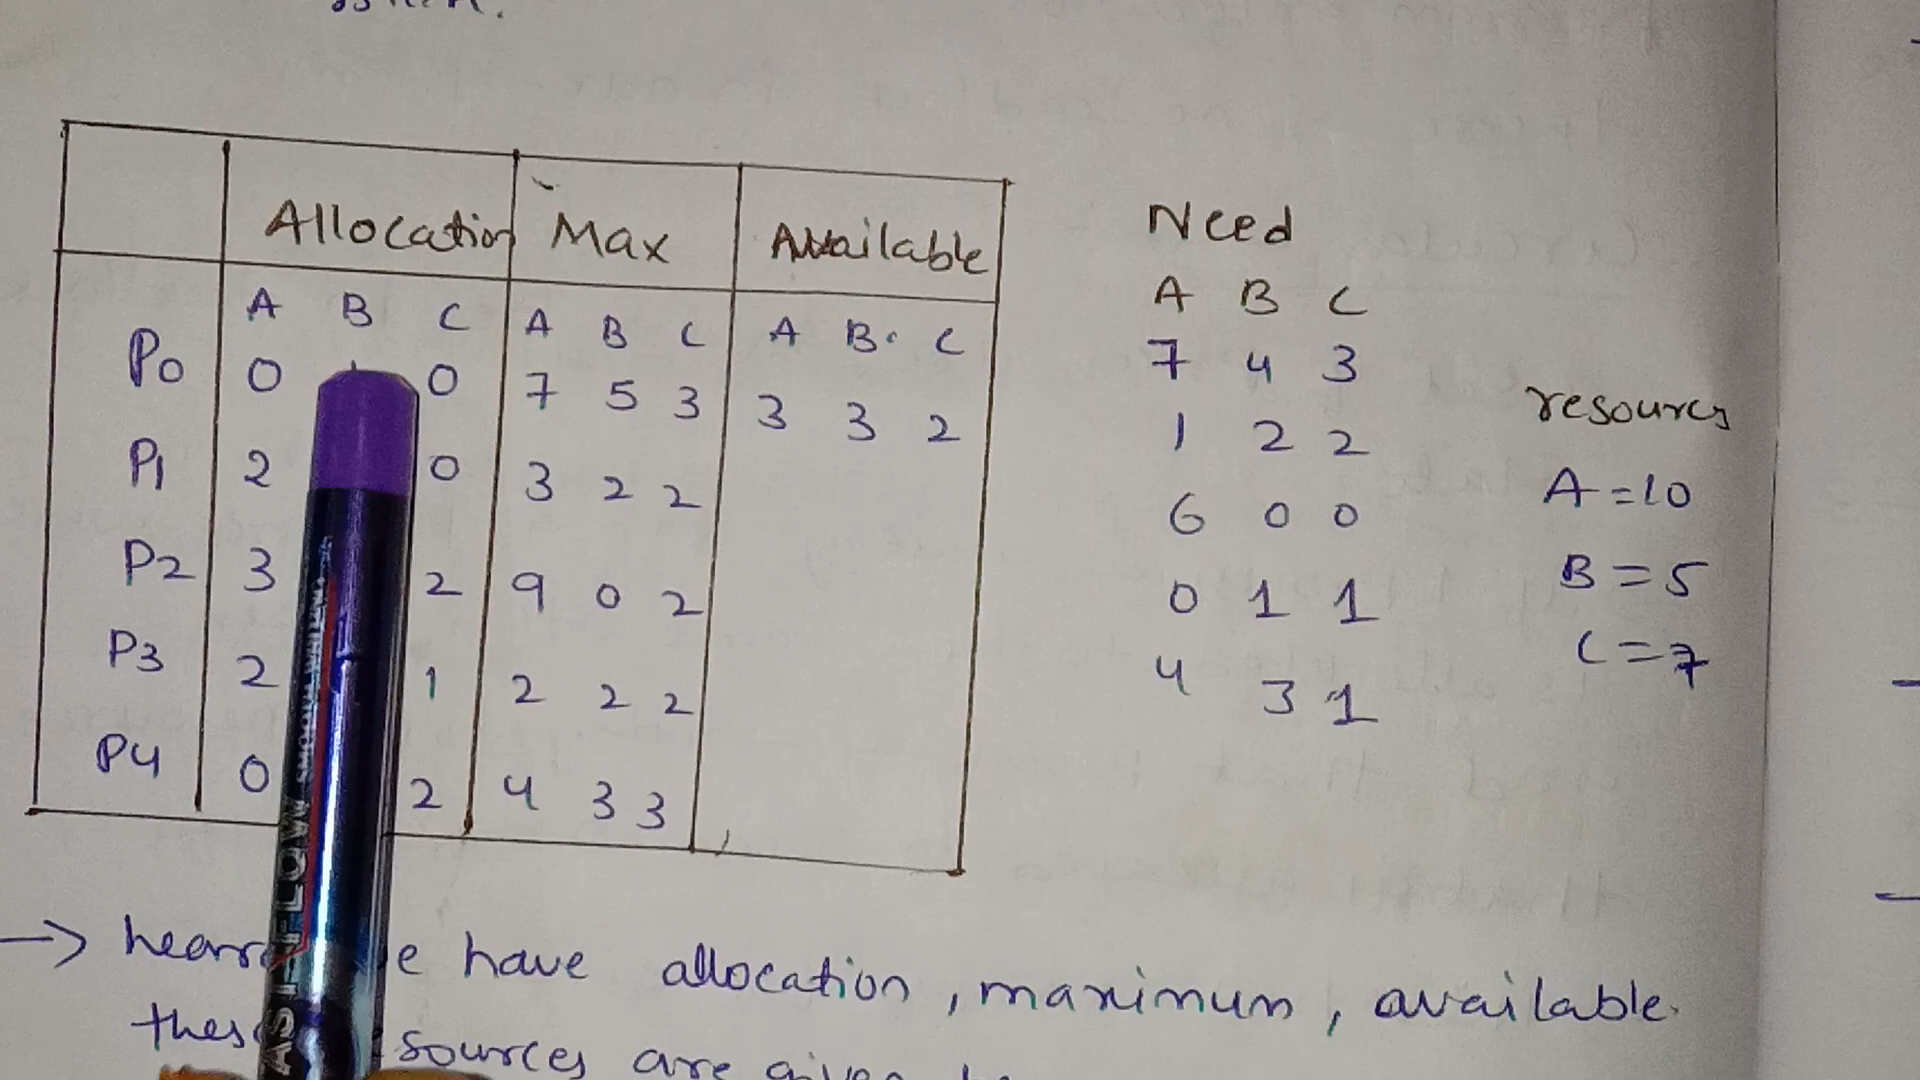 Allocation Max Available
A B C A B C A B. C
P0 0 0 7 5 3 3 3 2
P1 2 0 3 2 2
P2 3 2 9 0 2
P3 2 1 2 2 2
P4 0 2 4 3 3
Need
A B C
7 4 3
1 2 2
6 0 0
0 1 1
4 3 1
resources
A=10
B=5
C=7
→ have allocation, maximum, available.
are given